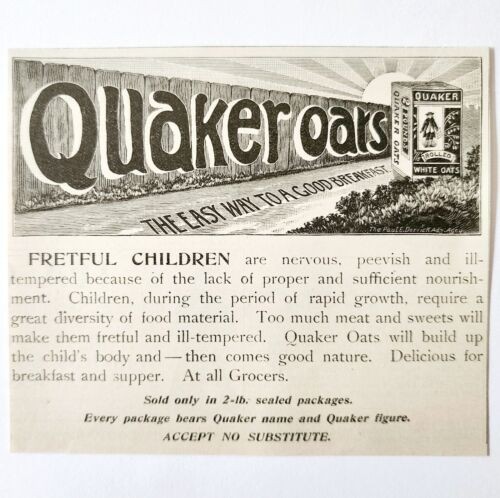 Quaker oats
QUAKER
ROLLED
WHITE OATS
QUAKER OATS
THE EASY WAY TO A GOOD BREAKFAST.
The Paul E. Derrick Adv. Agency
FRETFUL CHILDREN are nervous, peevish and ill-
tempered because of the lack of proper and sufficient nourish-
ment. Children, during the period of rapid growth, require a
great diversity of food material. Too much meat and sweets will
make them fretful and ill-tempered. Quaker Oats will build up
the child's body and—then comes good nature. Delicious for
breakfast and supper. At all Grocers.
Sold only in 2-lb. sealed packages.
Every package bears Quaker name and Quaker figure.
ACCEPT NO SUBSTITUTE.